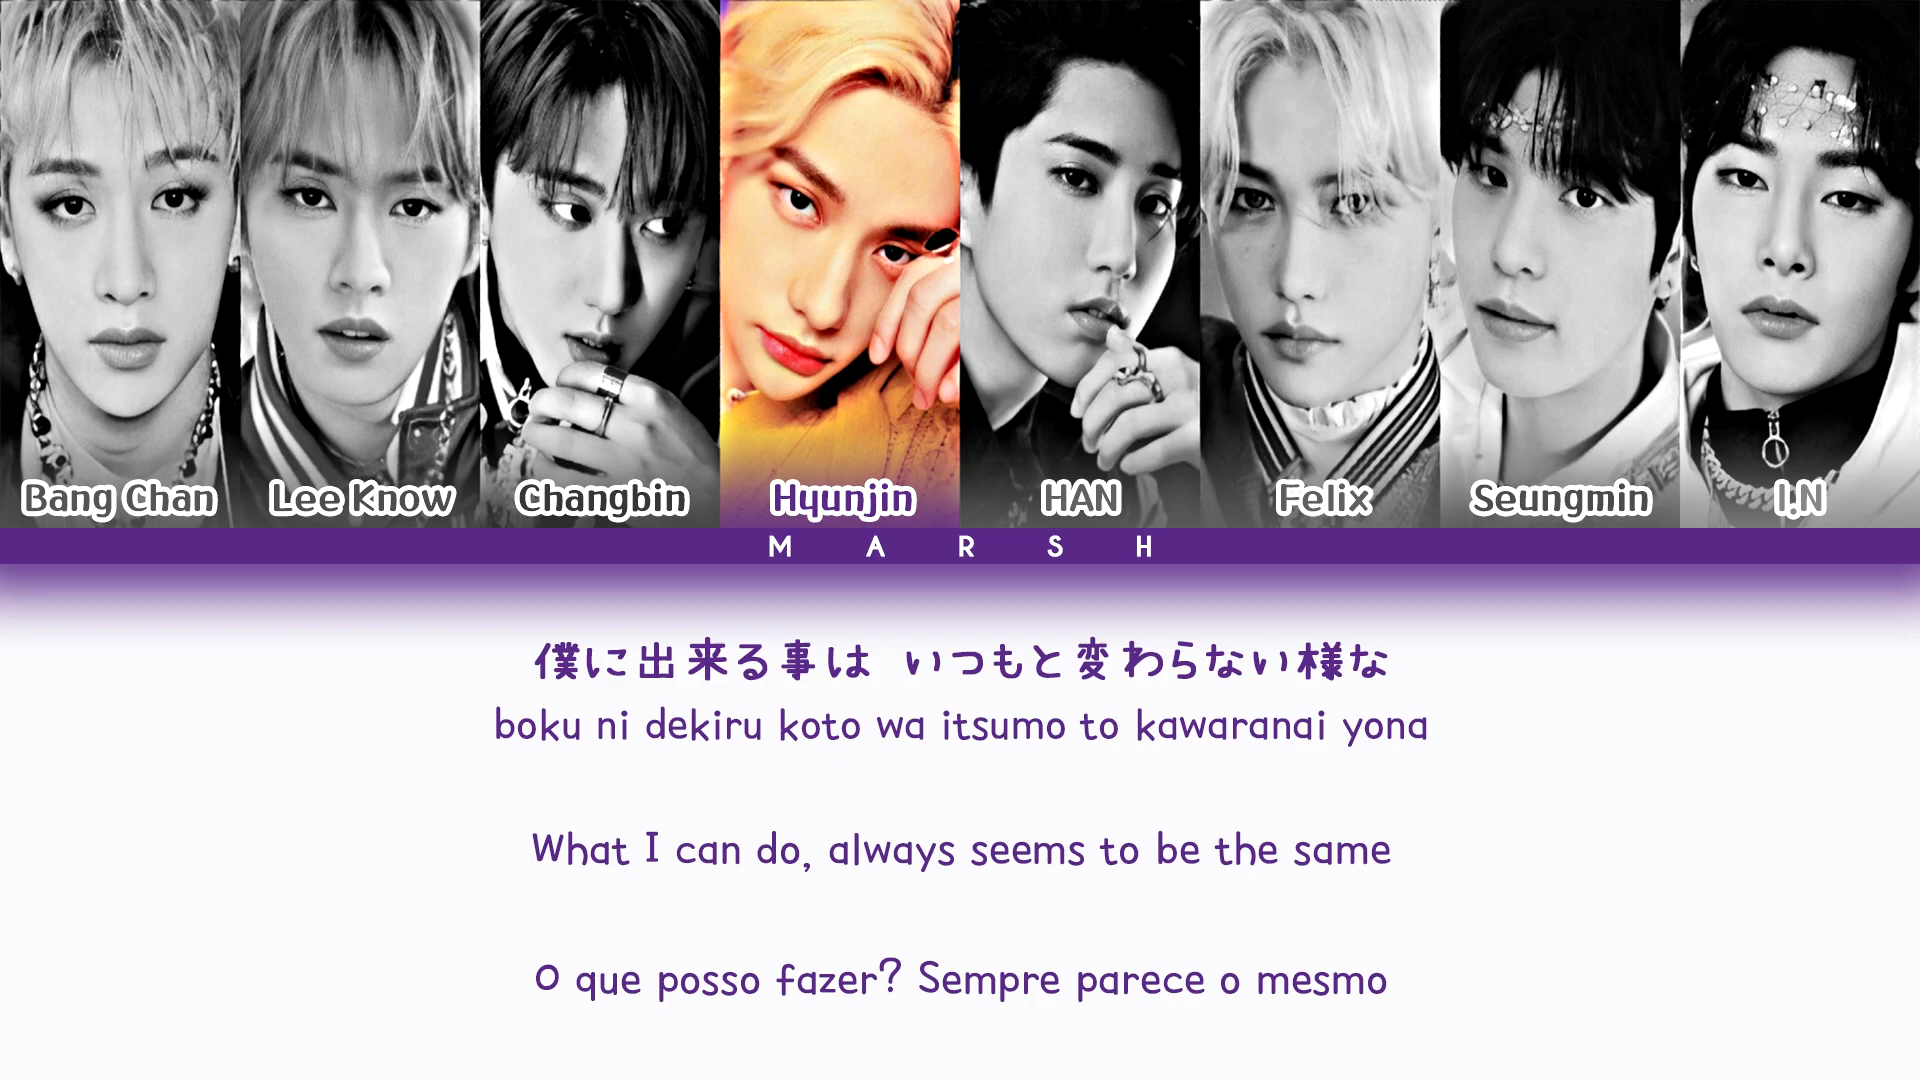 Bang Chan Lee Know Changbin Hyunjin HAN Felix Seungmin I.N
MARSH
僕に出来る事は いつもと変わらない様な
boku ni dekiru koto wa itsumo to kawaranai yona
What I can do, always seems to be the same
O que posso fazer? Sempre parece o mesmo